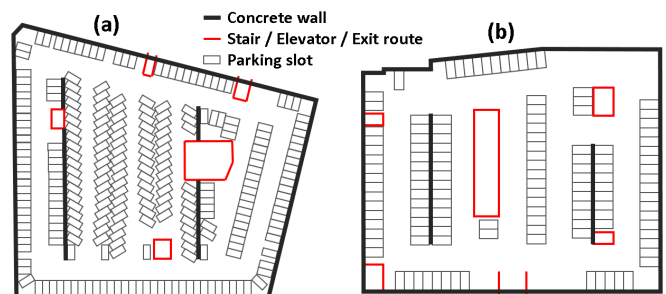 (a)
Concrete wall
Stair / Elevator / Exit route
Parking slot
(b)